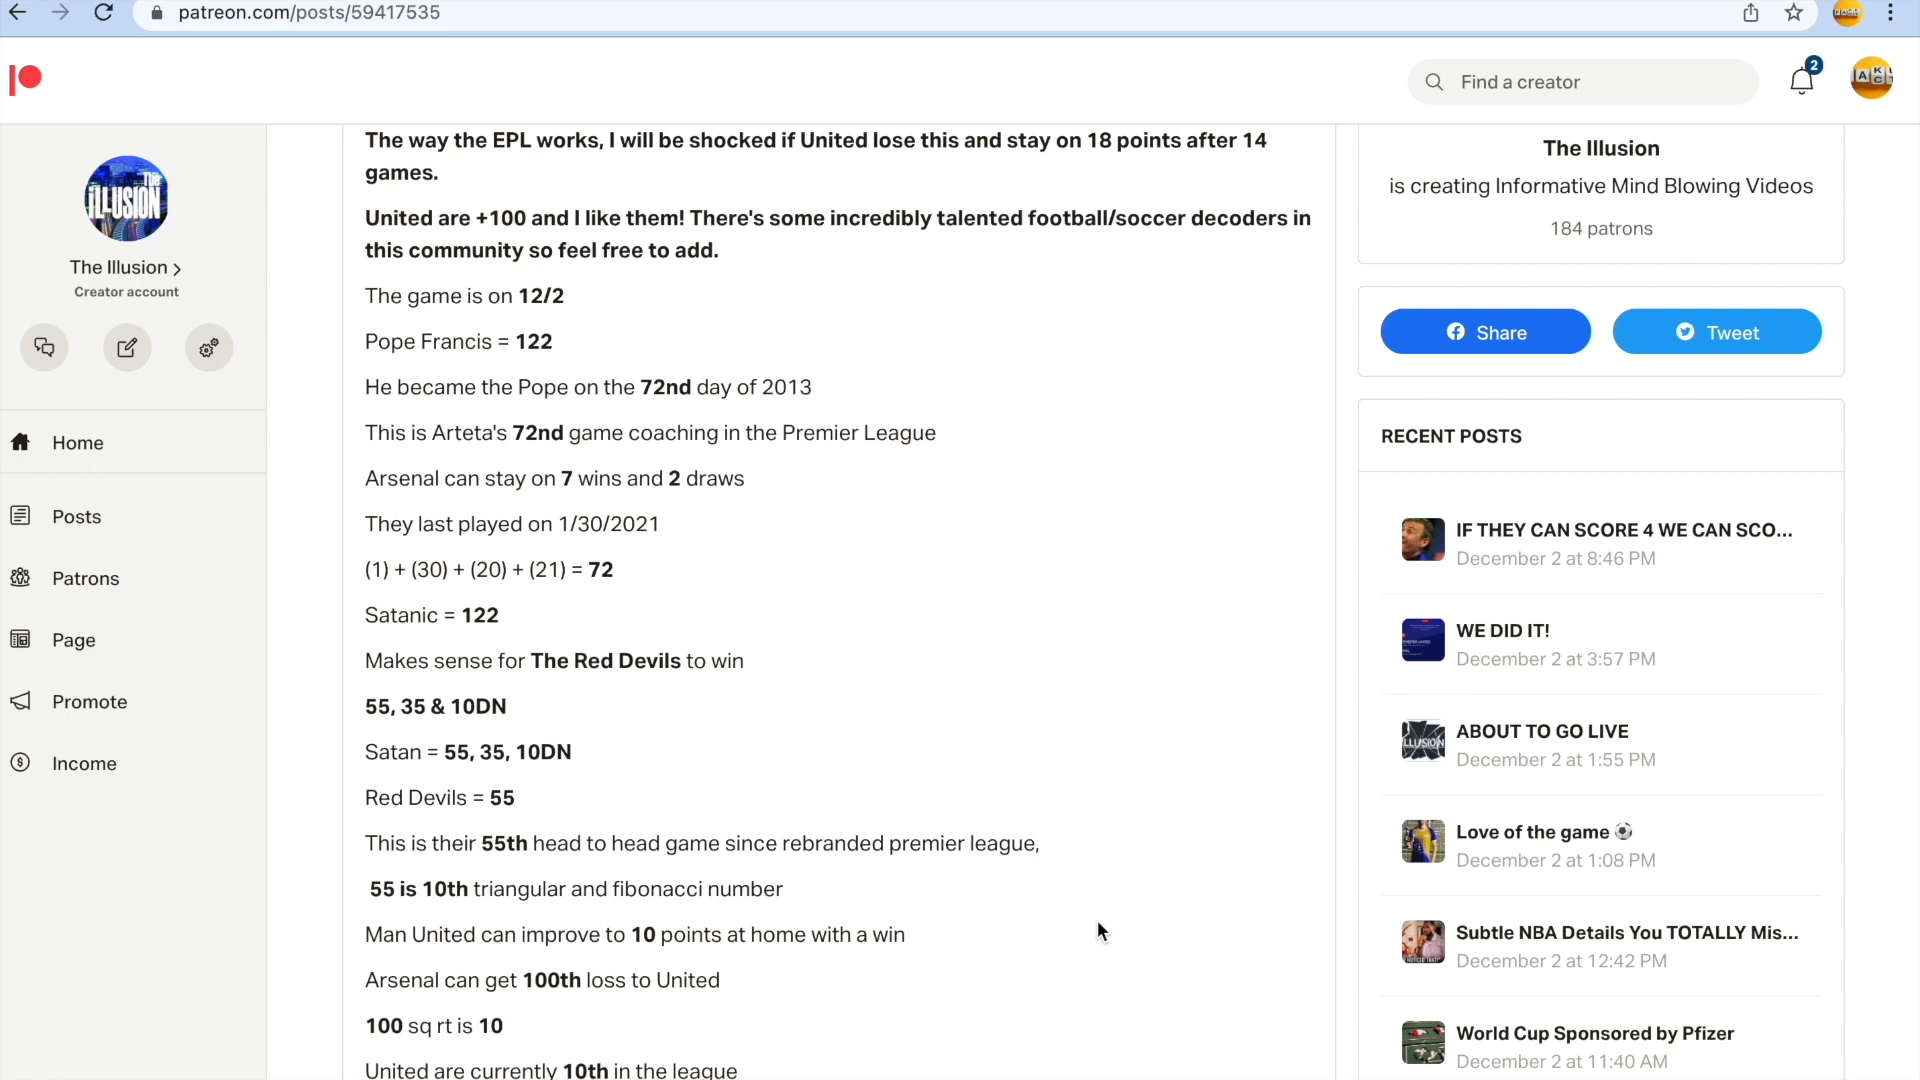 patreon.com/posts/59417535
Find a creator
2
The Illusion
Creator account
Home
Posts
Patrons
Page
Promote
Income
The way the EPL works, I will be shocked if United lose this and stay on 18 points after 14
games.
United are +100 and I like them! There's some incredibly talented football/soccer decoders in
this community so feel free to add.
The game is on 12/2
Pope Francis = 122
He became the Pope on the 72nd day of 2013
This is Arteta's 72nd game coaching in the Premier League
Arsenal can stay on 7 wins and 2 draws
They last played on 1/30/2021
(1) + (30) + (20) + (21) = 72
Satanic = 122
Makes sense for The Red Devils to win
55, 35 & 10DN
Satan = 55, 35, 10DN
Red Devils = 55
This is their 55th head to head game since rebranded premier league,
55 is 10th triangular and fibonacci number
Man United can improve to 10 points at home with a win
Arsenal can get 100th loss to United
100 sq rt is 10
United are currently 10th in the league
The Illusion
is creating Informative Mind Blowing Videos
184 patrons
Share
Tweet
RECENT POSTS
IF THEY CAN SCORE 4 WE CAN SCO...
December 2 at 8:46 PM
WE DID IT!
December 2 at 3:57 PM
ABOUT TO GO LIVE
December 2 at 1:55 PM
Love of the game ⚽
December 2 at 1:08 PM
Subtle NBA Details You TOTALLY Mis...
December 2 at 12:42 PM
World Cup Sponsored by Pfizer
December 2 at 11:40 AM